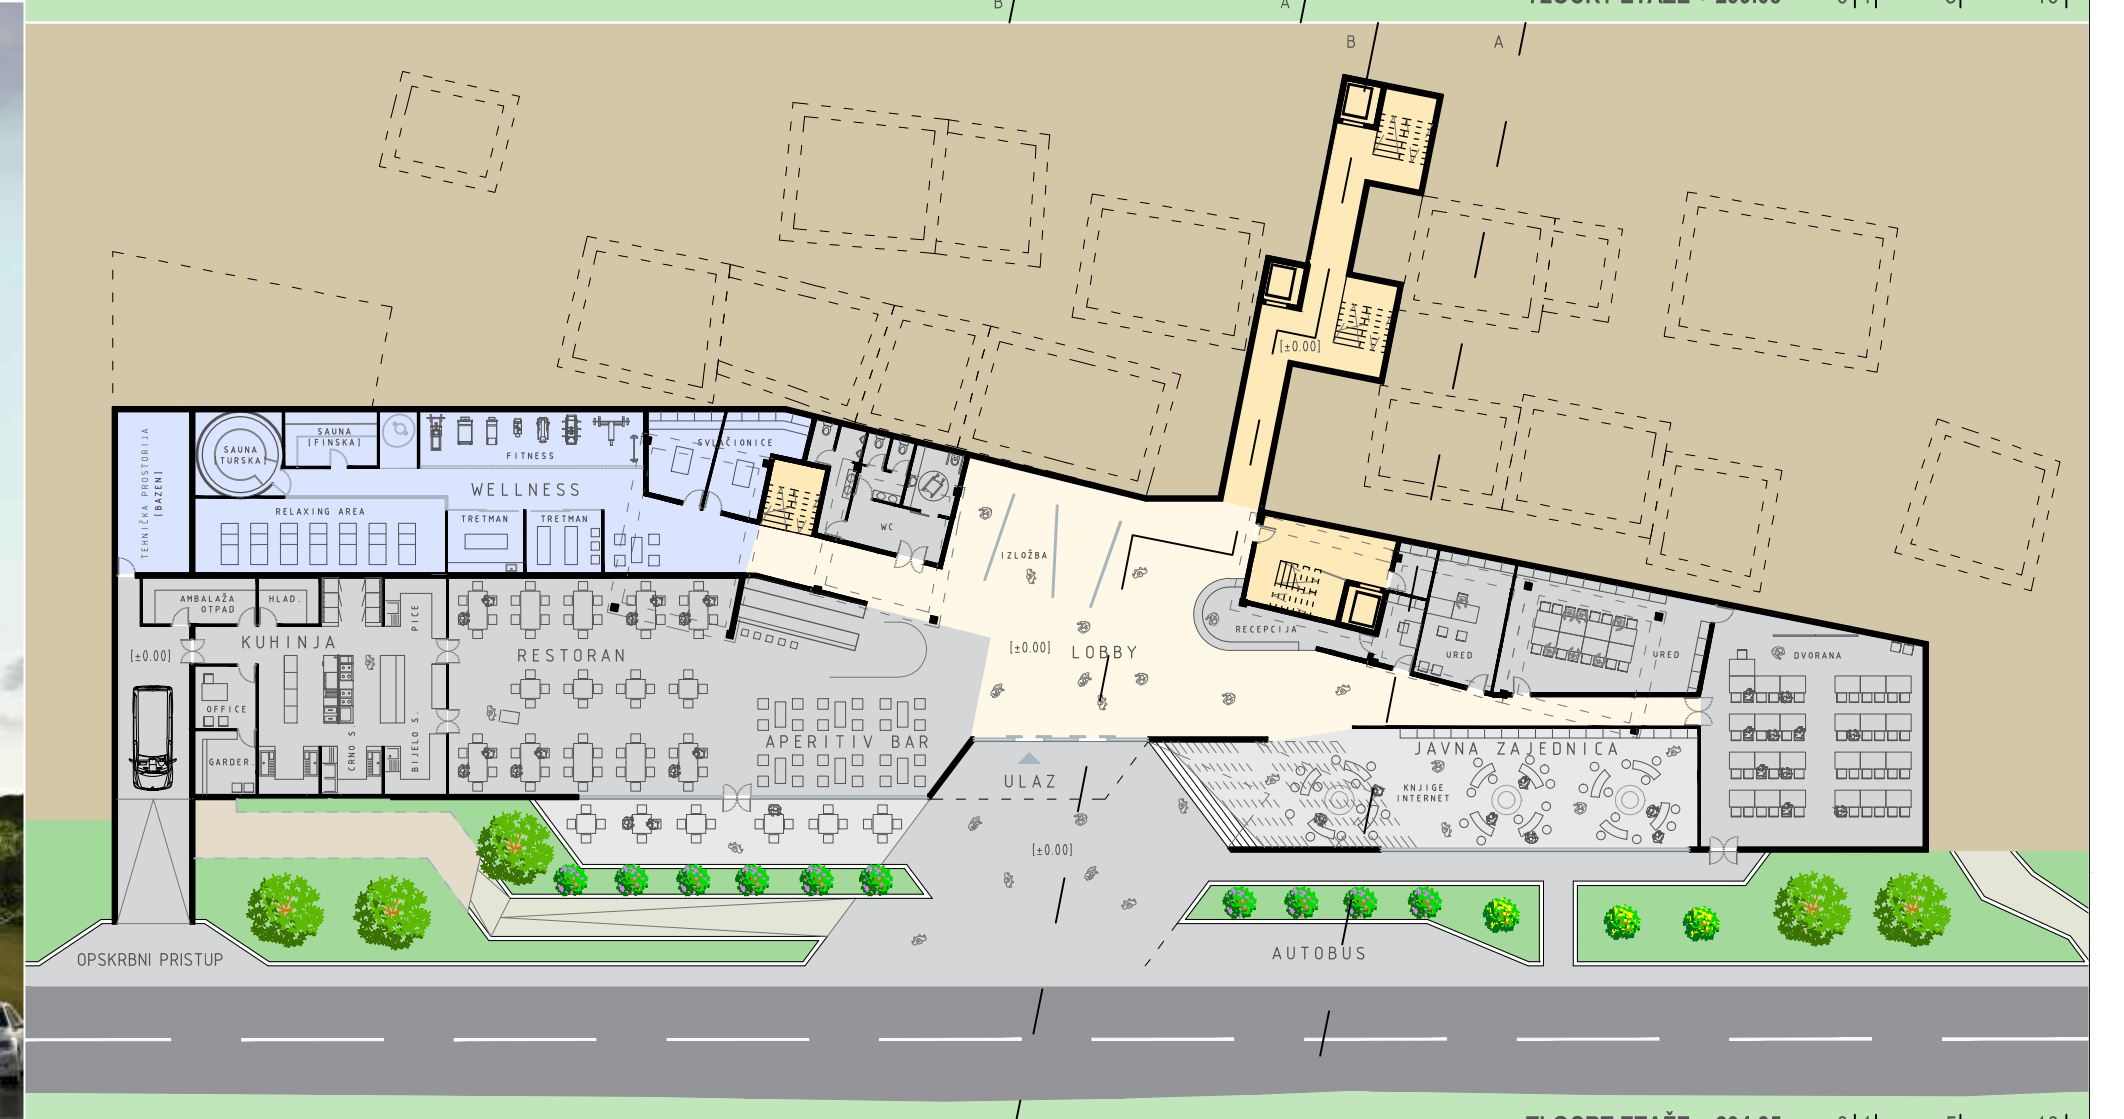 B
A
B
A
[±0.00]
TEHNIČKA PROSTORIJA
[BAZEN]
SAUNA
[TURSKA]
SAUNA
[FINSKA]
FITNESS
WELLNESS
SVLAČIONICE
RELAXING AREA
TRETMAN
TRETMAN
WC
IZLOŽBA
AMBALAŽA
OTPAD
HLAD.
PICE
KUHINJA
[±0.00]
RESTORAN
[±0.00]
LOBBY
RECEPCIJA
URED
URED
DVORANA
OFFICE
GARDER.
CRNO S.
BIJELO S.
APERITIV BAR
ULAZ
JAVNA ZAJEDNICA
KNJIGE
INTERNET
[±0.00]
OPSKRBNI PRISTUP
AUTOBUS